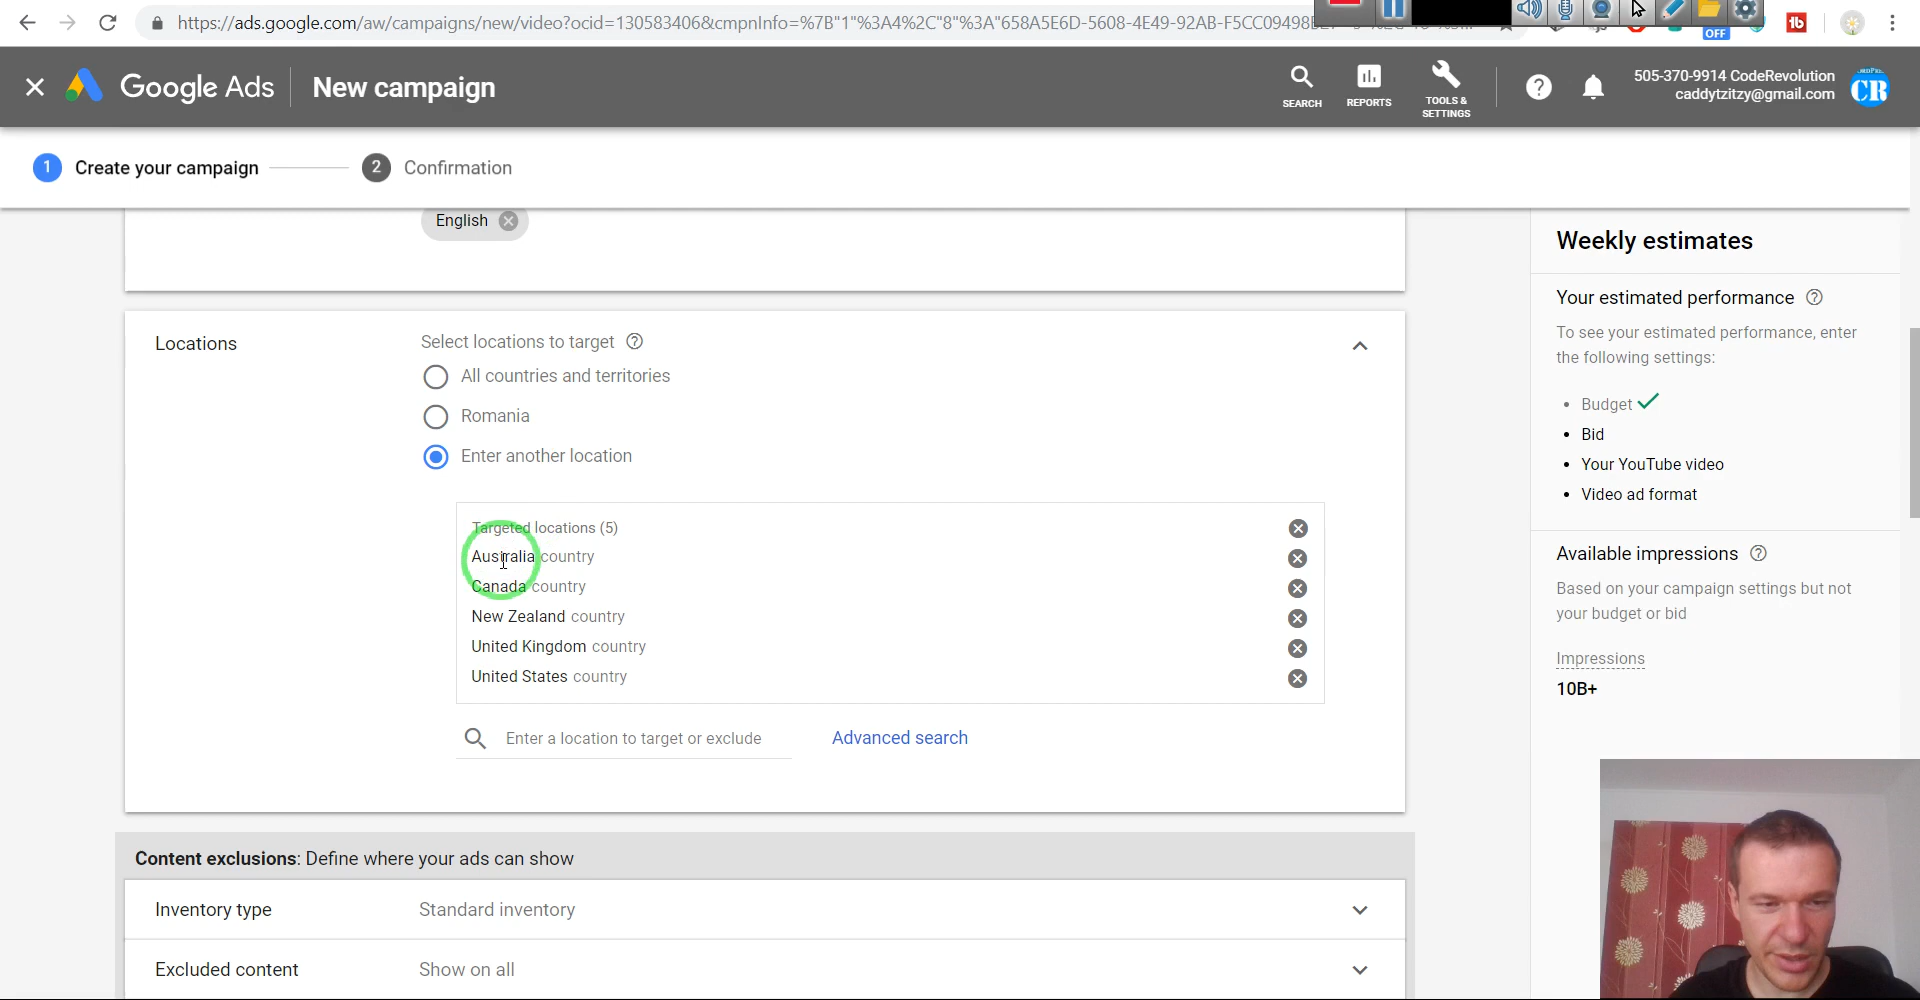 https://ads.google.com/aw/campaigns/new/video?ocid=130583406&cmpnInfo=%7B"1"%3A4%2C"8"%3A"658A5E6D-5608-4E49-92AB-F5CC09498
OFF
Google Ads
New campaign
SEARCH
REPORTS
TOOLS &
SETTINGS
505-370-9914 CodeRevolution
caddytzitzy@gmail.com
CR
1 Create your campaign
2 Confirmation
English
Locations
Select locations to target
All countries and territories
Romania
Enter another location
Targeted locations (5)
Australia country
Canada country
New Zealand country
United Kingdom country
United States country
Enter a location to target or exclude
Advanced search
Content exclusions: Define where your ads can show
Inventory type
Standard inventory
Excluded content
Show on all
Weekly estimates
Your estimated performance
To see your estimated performance, enter
the following settings:
• Budget
• Bid
• Your YouTube video
• Video ad format
Available impressions
Based on your campaign settings but not
your budget or bid
Impressions
10B+